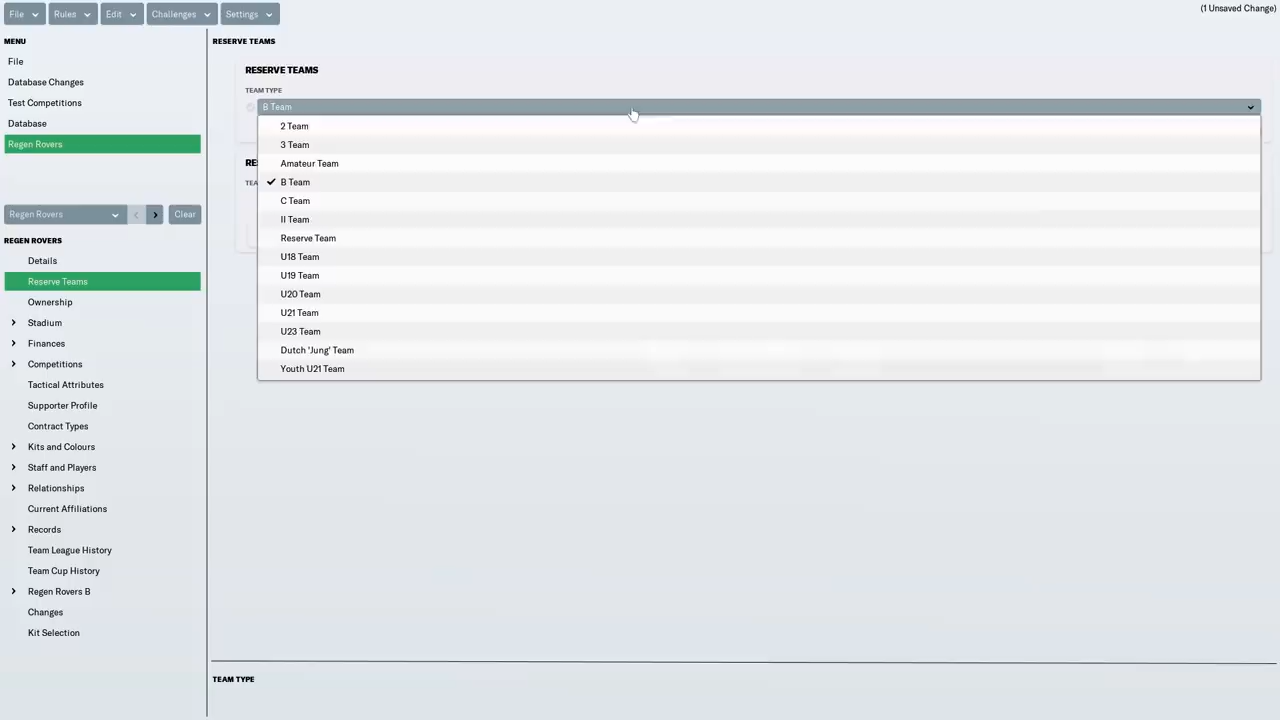 File
Rules
Edit
Challenges
Settings
(1 Unsaved Change)
MENU
File
Database Changes
Test Competitions
Database
Regen Rovers
Regen Rovers
Clear
REGEN ROVERS
Details
Reserve Teams
Ownership
Stadium
Finances
Competitions
Tactical Attributes
Supporter Profile
Contract Types
Kits and Colours
Staff and Players
Relationships
Current Affiliations
Records
Team League History
Team Cup History
Regen Rovers B
Changes
Kit Selection
RESERVE TEAMS
RESERVE TEAMS
TEAM TYPE
B Team
2 Team
3 Team
Amateur Team
B Team
C Team
II Team
Reserve Team
U18 Team
U19 Team
U20 Team
U21 Team
U23 Team
Dutch 'Jung' Team
Youth U21 Team
RE
TEA
TEAM TYPE